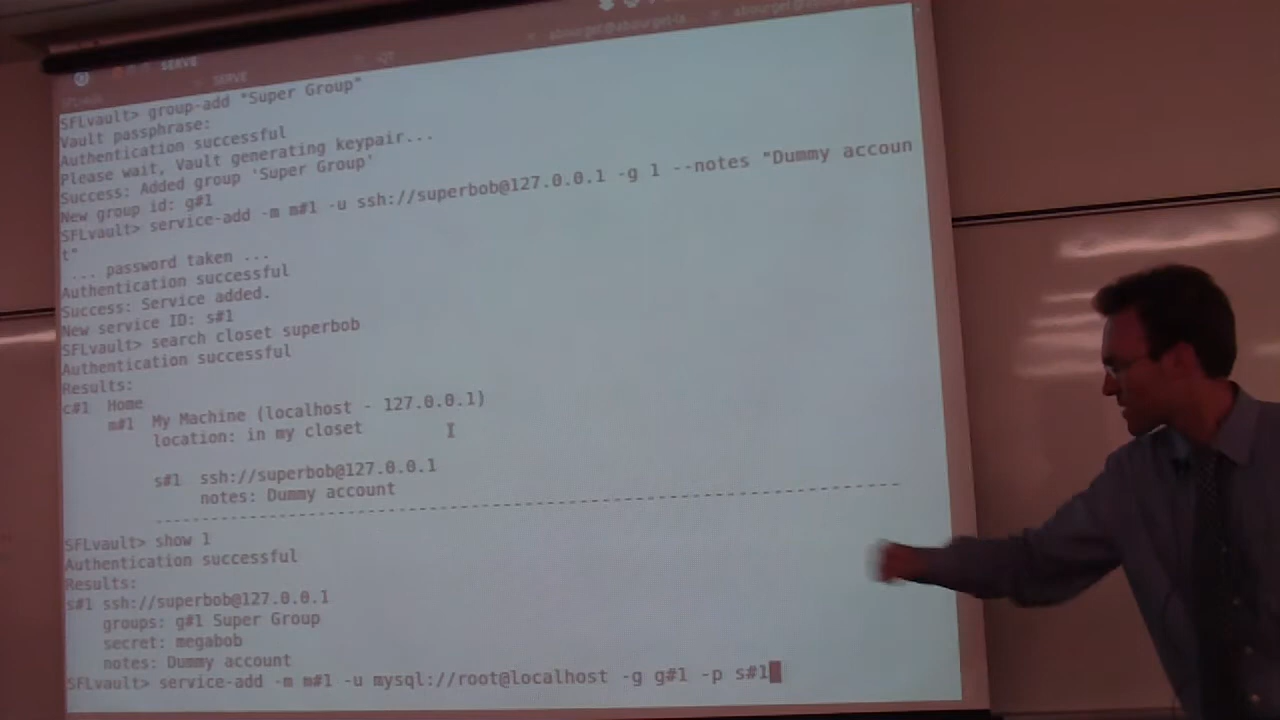 SERVE
SERVE
SFLvault> group-add "Super Group"
Vault passphrase:
Authentication successful
Please wait, Vault generating keypair...
Success: Added group 'Super Group'
New group id: g#1
SFLvault> service-add -m m#1 -u ssh://superbob@127.0.0.1 -g 1 --notes "Dummy accoun
t"
... password taken ...
Authentication successful
Success: Service added.
New service ID: s#1
SFLvault> search closet superbob
Authentication successful
Results:
c#1 Home
m#1 My Machine (localhost - 127.0.0.1)
location: in my closet
s#1 ssh://superbob@127.0.0.1
notes: Dummy account
--------------------------------------------------------------------------------
SFLvault> show 1
Authentication successful
Results:
s#1 ssh://superbob@127.0.0.1
groups: g#1 Super Group
secret: megabob
notes: Dummy account
SFLvault> service-add -m m#1 -u mysql://root@localhost -g g#1 -p s#1